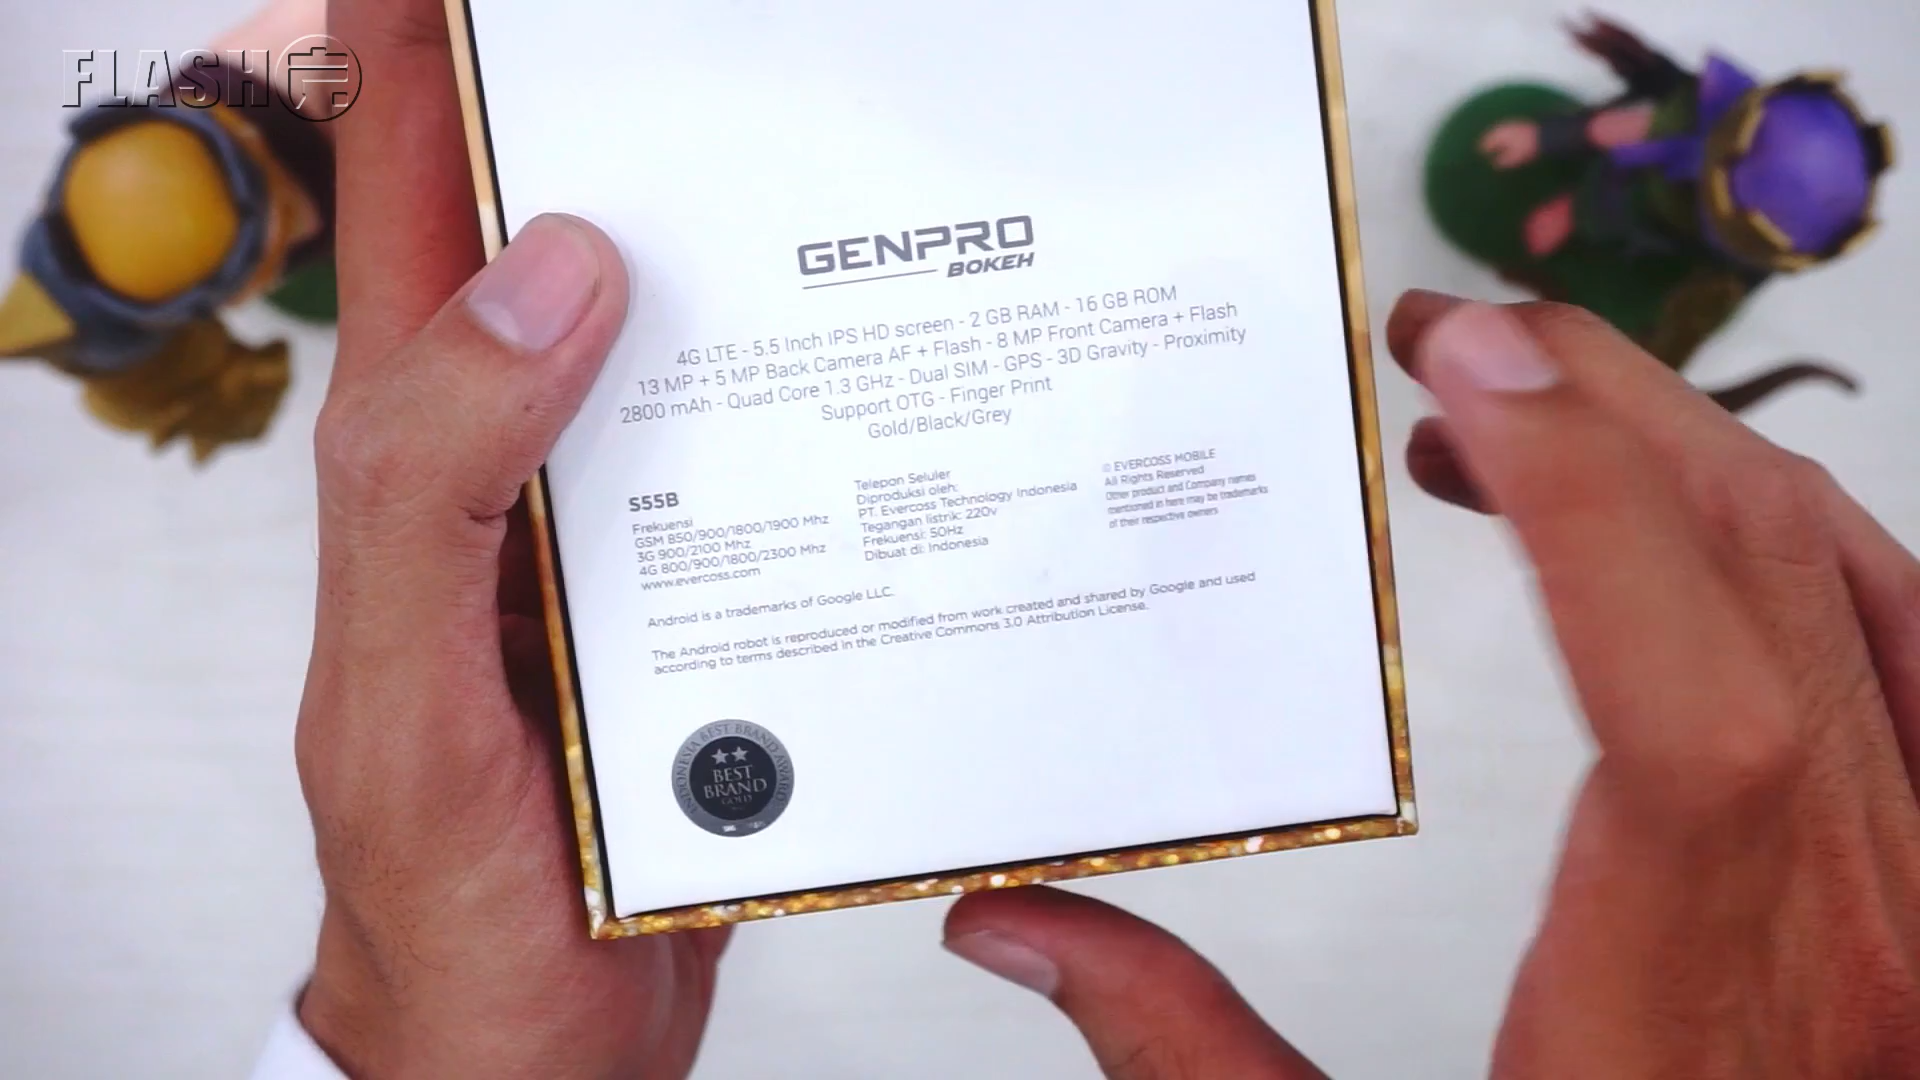 FLASH
GENPRO
BOKEH
4G LTE - 5.5 Inch IPS HD screen - 2 GB RAM - 16 GB ROM
13 MP + 5 MP Back Camera AF + Flash - 8 MP Front Camera + Flash
2800 mAh - Quad Core 1.3 GHz - Dual SIM - GPS - 3D Gravity - Proximity
Support OTG - Finger Print
Gold/Black/Grey
S55B
Frekuensi
GSM 850/900/1800/1900 Mhz
3G 900/2100 Mhz
4G 800/900/1800/2300 Mhz
www.evercoss.com
Telepon Seluler
Diproduksi oleh:
PT. Evercoss Technology Indonesia
Tegangan listrik: 220v
Frekuensi: 50Hz
Dibuat di: Indonesia
© EVERCOSS MOBILE
All Rights Reserved
Other product and Company names
mentioned in here may be trademarks
of their respective owners
Android is a trademarks of Google LLC.
The Android robot is reproduced or modified from work created and shared by Google and used
according to terms described in the Creative Commons 3.0 Attribution License.
INDONESIA BEST BRAND AWARD
BEST
BRAND
GOLD